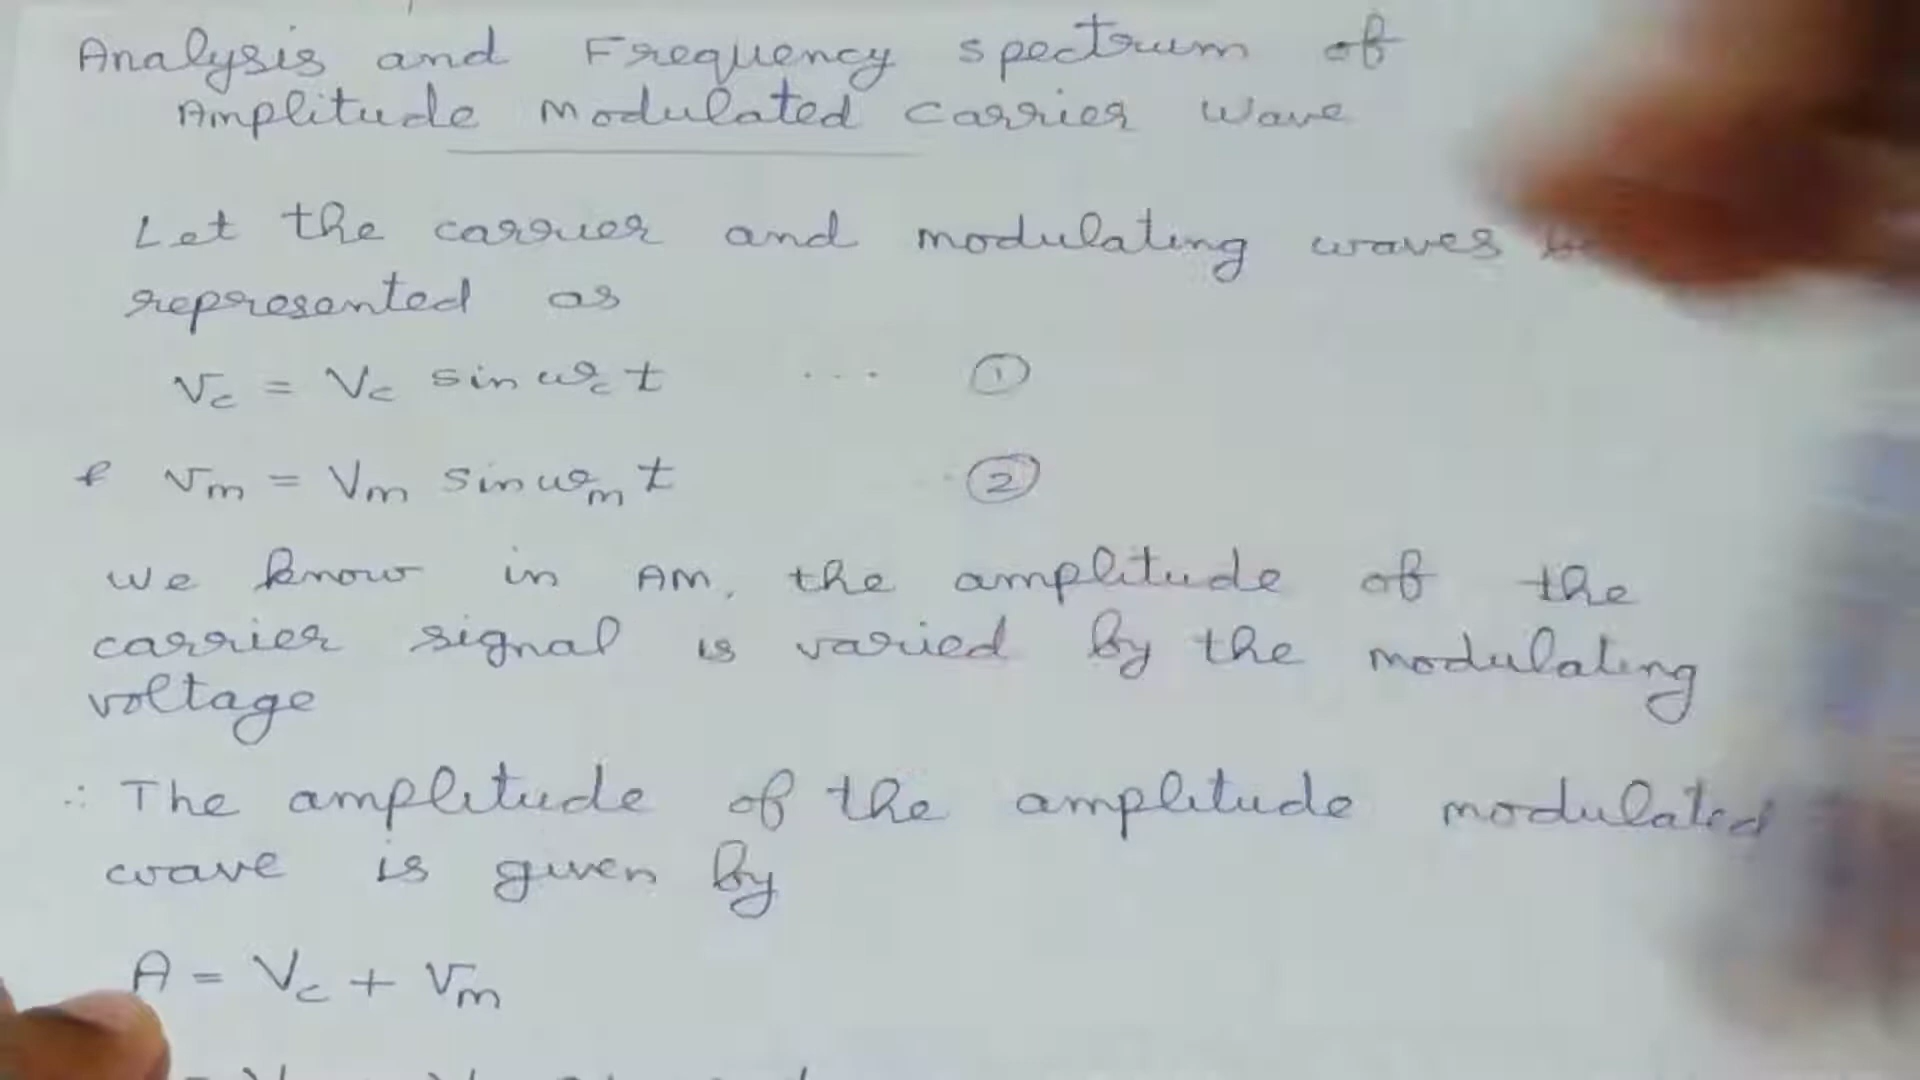 Analysis and Frequency spectrum of
Amplitude modulated carrier wave
Let the carrier and modulating waves
represented as
vc = Vc sin ωc t ... ①
& vm = Vm sin ωm t .. ②
we know in AM, the amplitude of the
carrier signal is varied by the modulating
voltage
∴ The amplitude of the amplitude modulated
wave is given by
A = Vc + vm